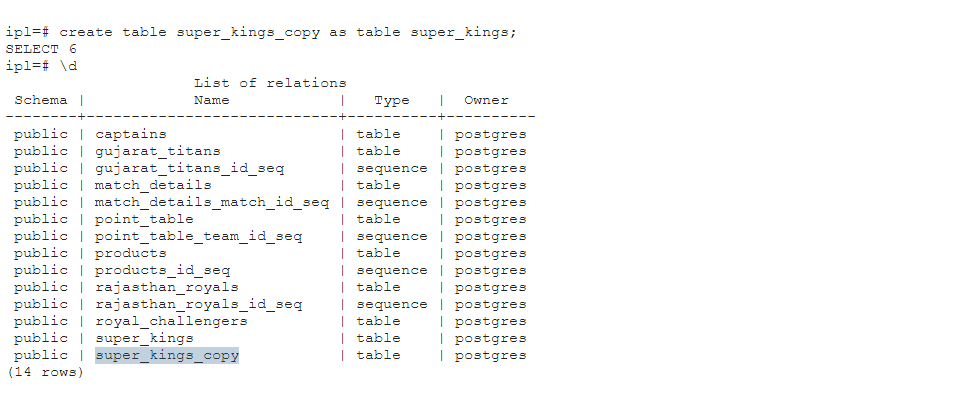 ipl=# create table super_kings_copy as table super_kings;
SELECT 6
ipl=# \d
                     List of relations
 Schema |            Name            |   Type   |  Owner
--------+----------------------------+----------+----------
 public | captains                   | table    | postgres
 public | gujarat_titans             | table    | postgres
 public | gujarat_titans_id_seq      | sequence | postgres
 public | match_details              | table    | postgres
 public | match_details_match_id_seq | sequence | postgres
 public | point_table                | table    | postgres
 public | point_table_team_id_seq    | sequence | postgres
 public | products                   | table    | postgres
 public | products_id_seq            | sequence | postgres
 public | rajasthan_royals           | table    | postgres
 public | rajasthan_royals_id_seq    | sequence | postgres
 public | royal_challengers          | table    | postgres
 public | super_kings                | table    | postgres
 public | super_kings_copy           | table    | postgres
(14 rows)